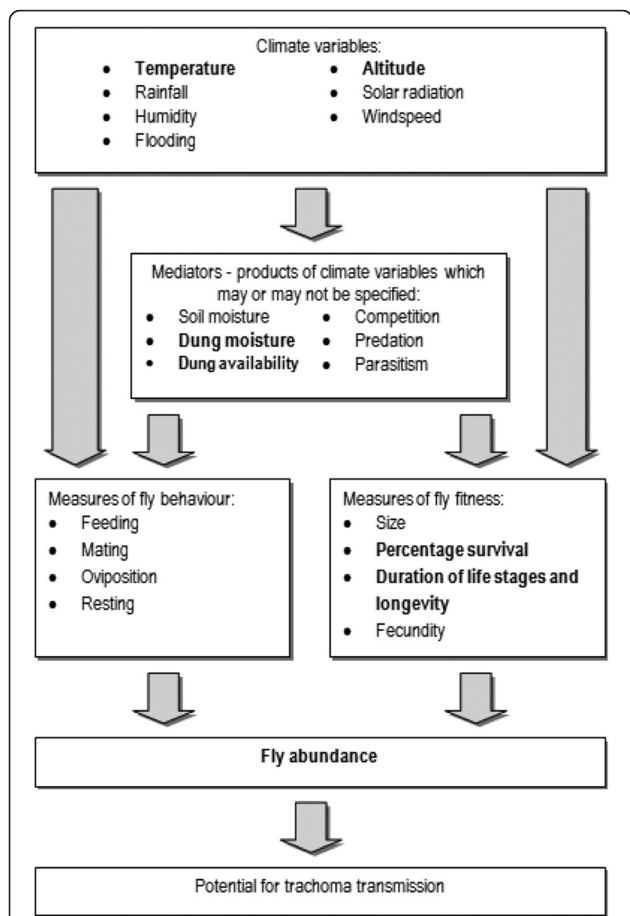 Climate variables:
• Temperature
• Rainfall
• Humidity
• Flooding
• Altitude
• Solar radiation
• Windspeed
Mediators - products of climate variables which
may or may not be specified:
• Soil moisture
• Dung moisture
• Dung availability
• Competition
• Predation
• Parasitism
Measures of fly behaviour:
• Feeding
• Mating
• Oviposition
• Resting
Measures of fly fitness:
• Size
• Percentage survival
• Duration of life stages and
longevity
• Fecundity
Fly abundance
Potential for trachoma transmission